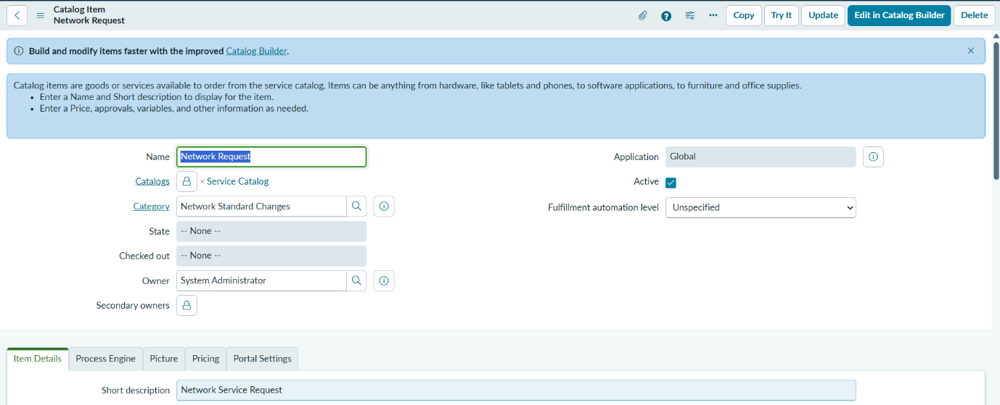 Catalog Item
Network Request
Copy
Try It
Update
Edit in Catalog Builder
Delete
Build and modify items faster with the improved Catalog Builder.
Catalog items are goods or services available to order from the service catalog. Items can be anything from hardware, like tablets and phones, to software applications, to furniture and office supplies.
• Enter a Name and Short description to display for the item.
• Enter a Price, approvals, variables, and other information as needed.
Name Network Request
Application Global
Catalogs × Service Catalog
Active
Category Network Standard Changes
Fulfillment automation level Unspecified
State -- None --
Checked out -- None --
Owner System Administrator
Secondary owners
Item Details Process Engine Picture Pricing Portal Settings
Short description Network Service Request